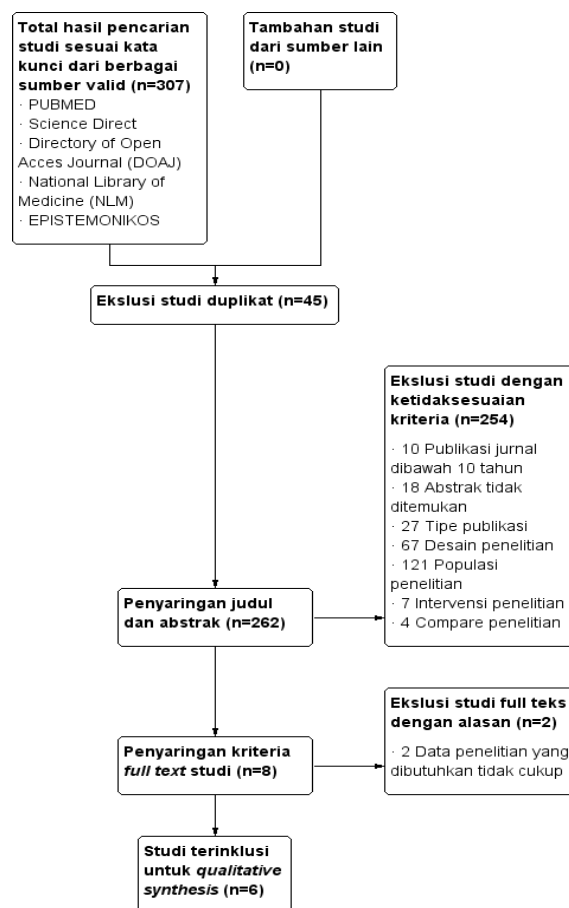 Total hasil pencarian
studi sesuai kata
kunci dari berbagai
sumber valid (n=307)
· PUBMED
· Science Direct
· Directory of Open
Acces Journal (DOAJ)
· National Library of
Medicine (NLM)
· EPISTEMONIKOS
Tambahan studi
dari sumber lain
(n=0)
Ekslusi studi duplikat (n=45)
Ekslusi studi dengan
ketidaksesuaian
kriteria (n=254)
· 10 Publikasi jurnal
dibawah 10 tahun
· 18 Abstrak tidak
ditemukan
· 27 Tipe publikasi
· 67 Desain penelitian
· 121 Populasi
penelitian
· 7 Intervensi penelitian
· 4 Compare penelitian
Penyaringan judul
dan abstrak (n=262)
Ekslusi studi full teks
dengan alasan (n=2)
· 2 Data penelitian yang
dibutuhkan tidak cukup
Penyaringan kriteria
full text studi (n=8)
Studi terinklusi
untuk qualitative
synthesis (n=6)